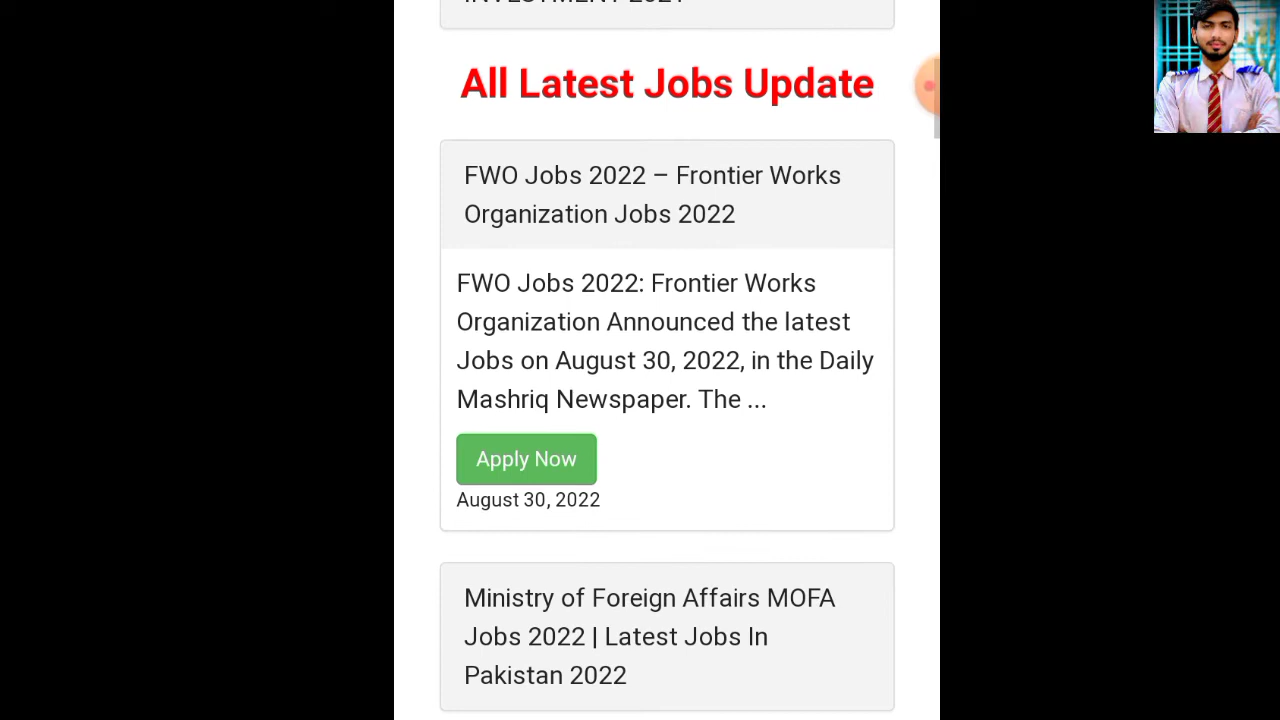 INVESTMENT 2021
All Latest Jobs Update
FWO Jobs 2022 – Frontier Works
Organization Jobs 2022
FWO Jobs 2022: Frontier Works
Organization Announced the latest
Jobs on August 30, 2022, in the Daily
Mashriq Newspaper. The ...
Apply Now
August 30, 2022
Ministry of Foreign Affairs MOFA
Jobs 2022 | Latest Jobs In
Pakistan 2022